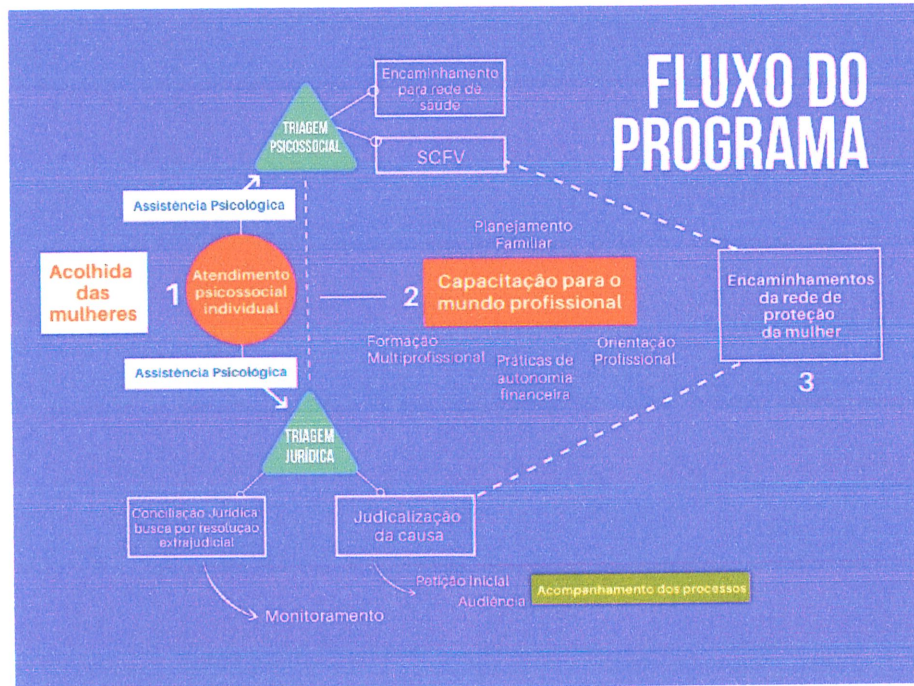 FLUXO DO
PROGRAMA
Encaminhamento
para rede de
saúde
TRIAGEM
PSICOSSOCIAL
SCFV
Assistência Psicológica
Acolhida
das
mulheres
1
Atendimento
psicossocial
individual
2
Planejamento
Familiar
Capacitação para o
mundo profissional
Formação
Multiprofissional
Práticas de
autonomia
financeira
Orientação
Profissional
Encaminhamentos
da rede de
proteção
da mulher
3
Assistência Psicológica
TRIAGEM
JURÍDICA
Conciliação Jurídica
busca por resolução
extrajudicial
Judicalização
da causa
Monitoramento
Petição Inicial
Audiência
Acompanhamento dos processos